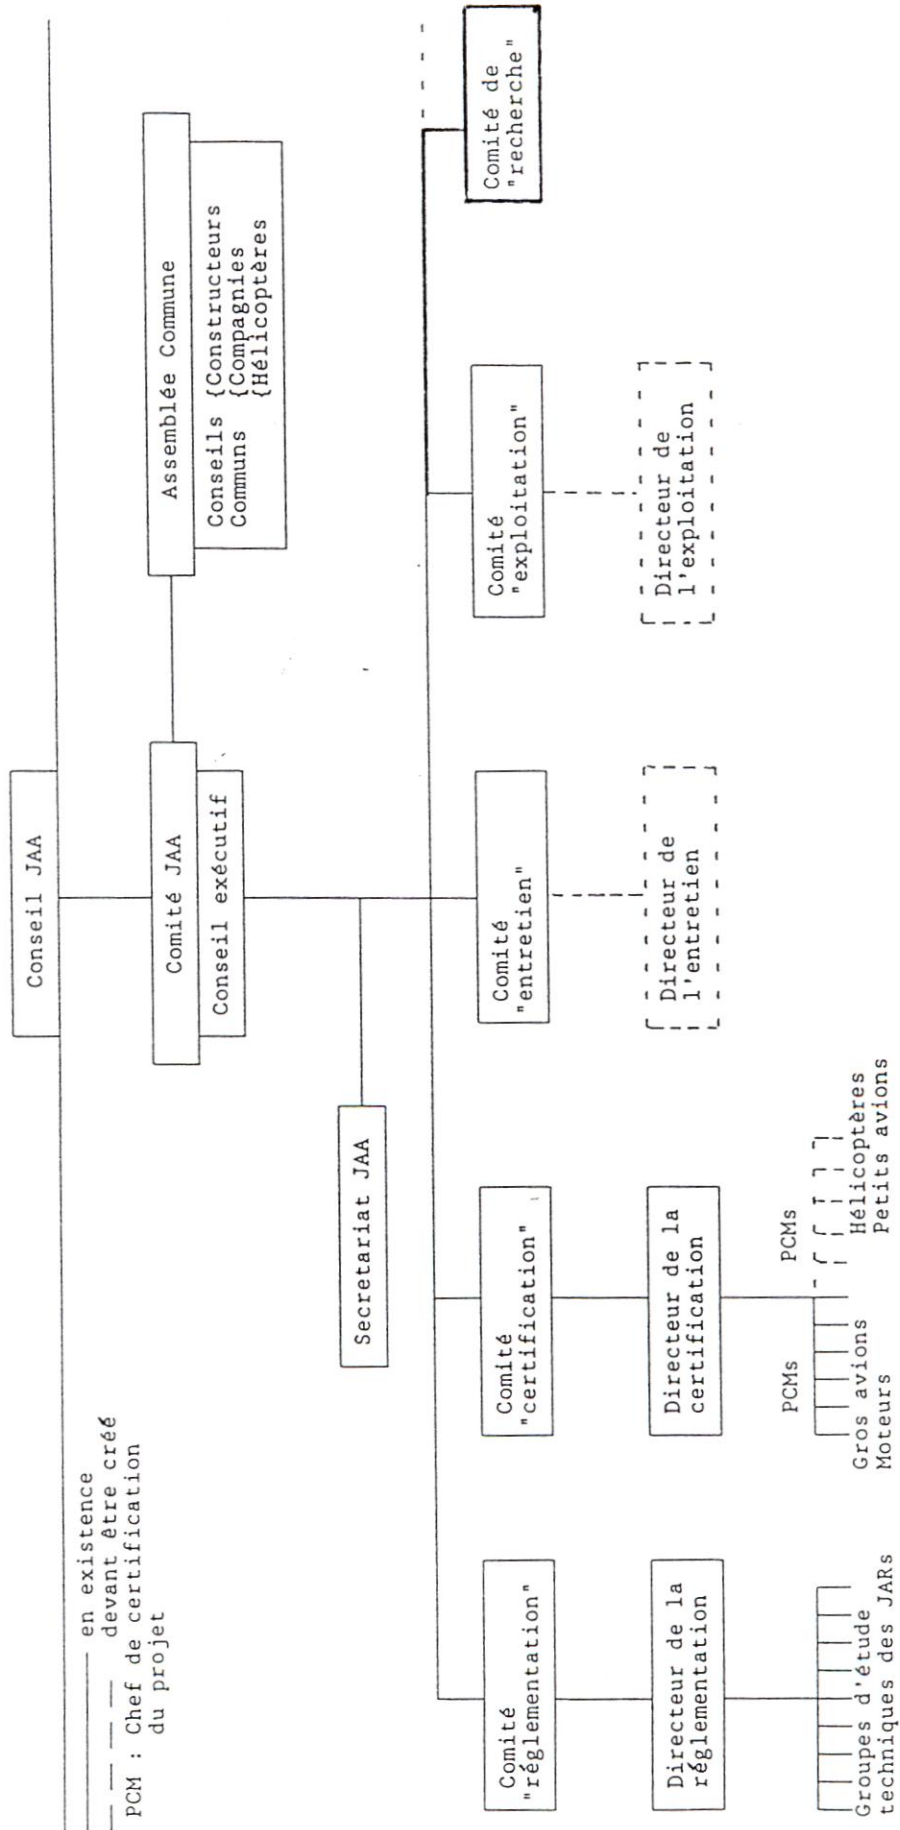 Conseil JAA
en existence
devant être créé
PCM : Chef de certification
du projet
Comité JAA
Conseil exécutif
Assemblée Commune
Conseils {Constructeurs
Communs {Compagnies
{Hélicoptères
Secretariat JAA
Comité
"réglementation"
Comité
"certification"
Comité
"entretien"
Comité
"exploitation"
Comité de
"recherche"
Directeur de la
réglementation
Directeur de la
certification
Directeur de
l'entretien
Directeur de
l'exploitation
PCMs
PCMs
Groupes d'étude
techniques des JARs
Gros avions
Moteurs
Hélicoptères
Petits avions